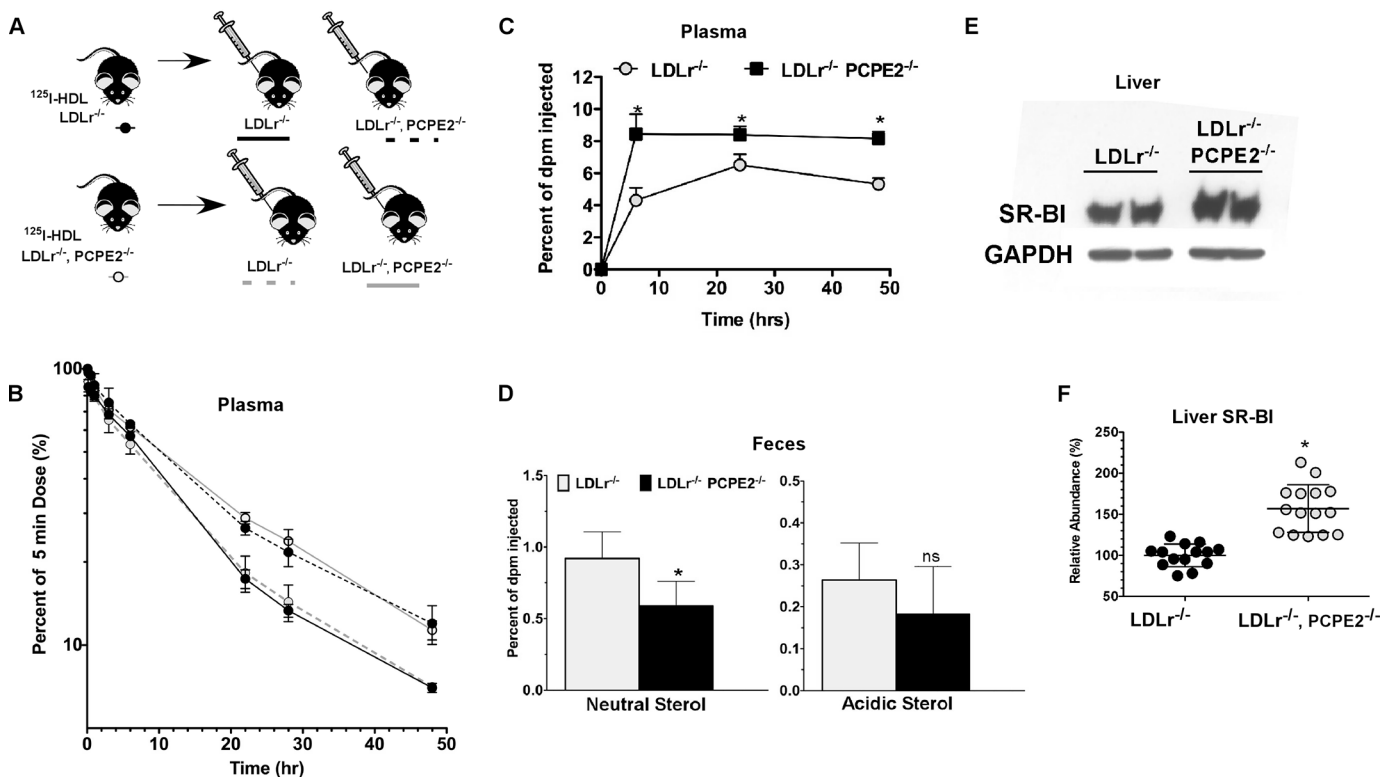 A
¹²⁵I-HDL
LDLr⁻/⁻
LDLr⁻/⁻
LDLr⁻/⁻, PCPE2⁻/⁻
¹²⁵I-HDL
LDLr⁻/⁻, PCPE2⁻/⁻
LDLr⁻/⁻
LDLr⁻/⁻, PCPE2⁻/⁻
B
Plasma
Percent of 5 min Dose (%)
100
10
0 10 20 30 40 50
Time (hr)
C
Plasma
LDLr⁻/⁻ LDLr⁻/⁻ PCPE2⁻/⁻
Percent of dpm injected
12
10
8
6
4
2
0
* * *
0 10 20 30 40 50
Time (hrs)
D
Feces
LDLr⁻/⁻ LDLr⁻/⁻ PCPE2⁻/⁻
Percent of dpm injected
1.5
1.0
0.5
0.0
*
Neutral Sterol
0.5
0.4
0.3
0.2
0.1
0.0
ns
Acidic Sterol
E
Liver
LDLr⁻/⁻
LDLr⁻/⁻
PCPE2⁻/⁻
SR-BI
GAPDH
F
Liver SR-BI
Relative Abundance (%)
250
200
150
100
50
*
LDLr⁻/⁻ LDLr⁻/⁻, PCPE2⁻/⁻